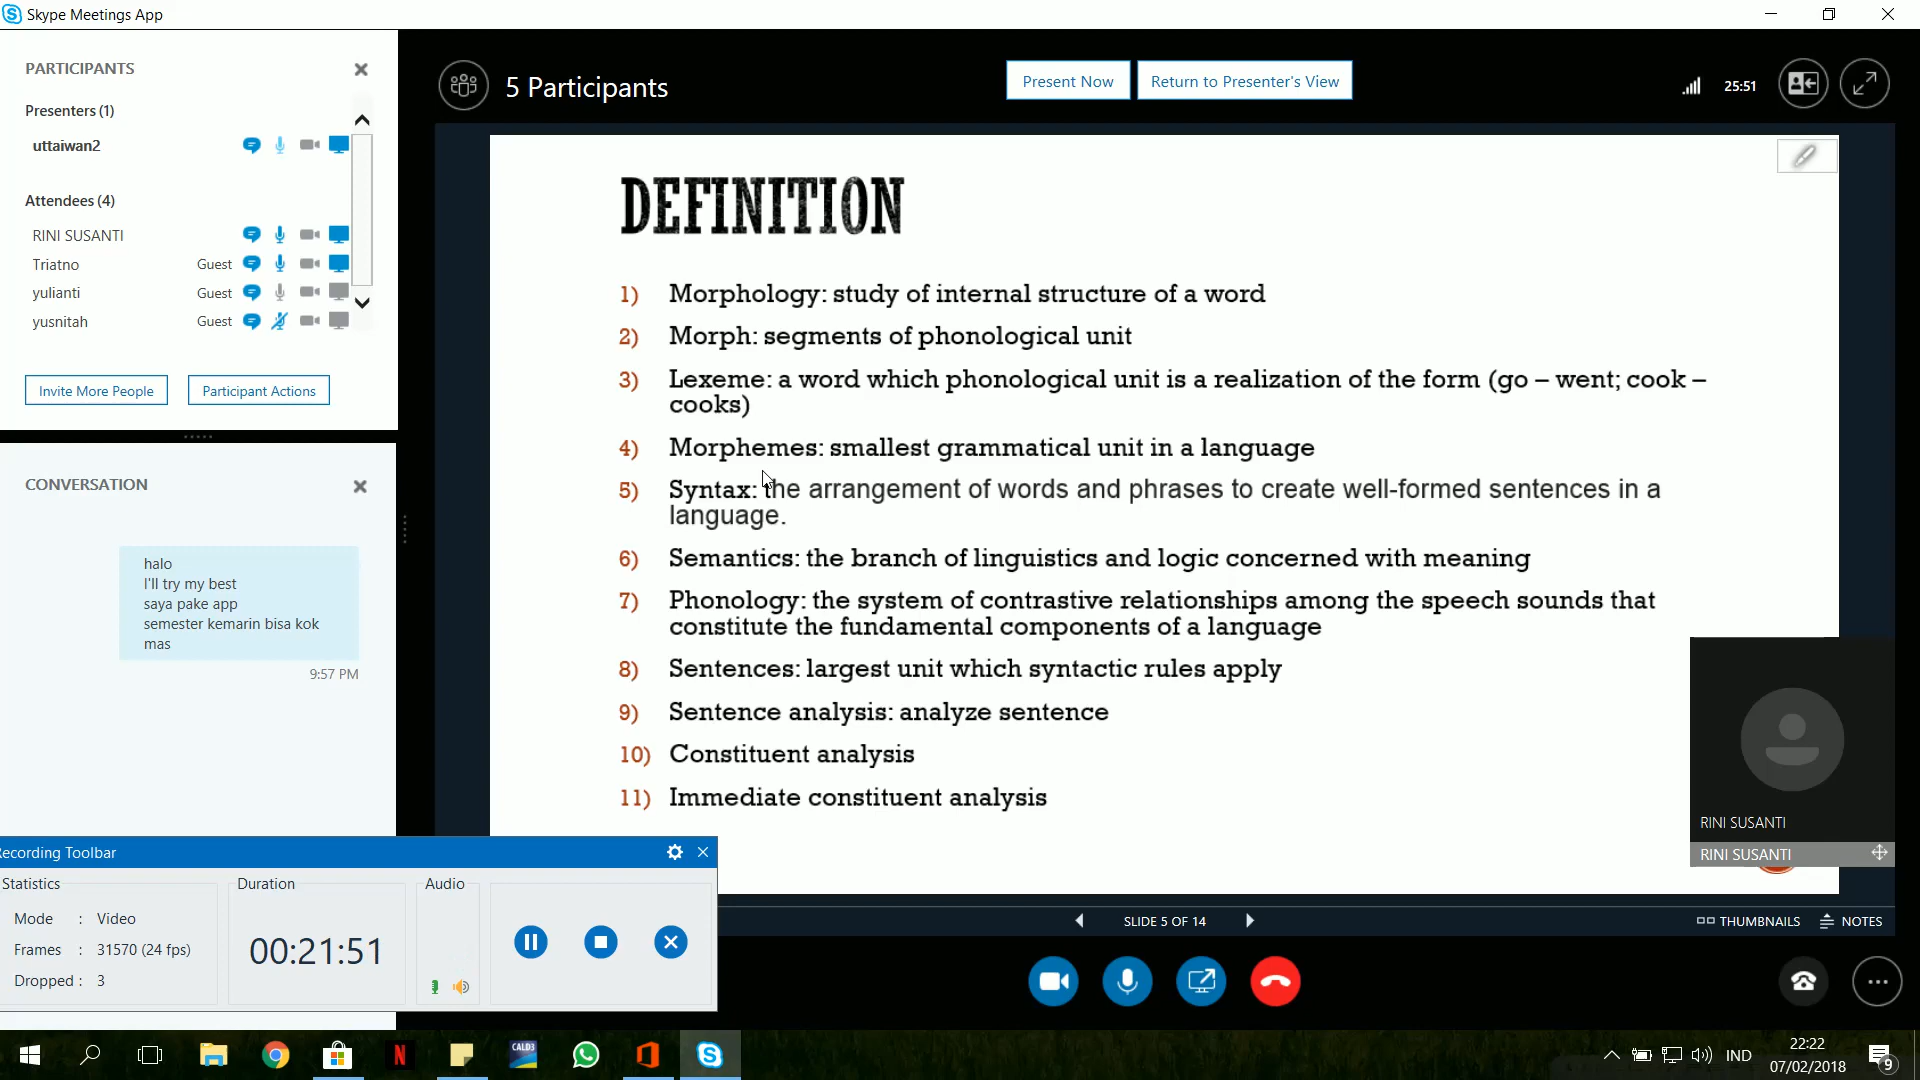 Skype Meetings App
PARTICIPANTS
Presenters (1)
uttaiwan2
Attendees (4)
RINI SUSANTI
Triatno Guest
yulianti Guest
yusnitah Guest
Invite More People Participant Actions
CONVERSATION
halo
I'll try my best
saya pake app
semester kemarin bisa kok
mas
9:57 PM
5 Participants
Present Now Return to Presenter's View
25:51
DEFINITION
1) Morphology: study of internal structure of a word
2) Morph: segments of phonological unit
3) Lexeme: a word which phonological unit is a realization of the form (go – went; cook –
cooks)
4) Morphemes: smallest grammatical unit in a language
5) Syntax: the arrangement of words and phrases to create well-formed sentences in a
language.
6) Semantics: the branch of linguistics and logic concerned with meaning
7) Phonology: the system of contrastive relationships among the speech sounds that
constitute the fundamental components of a language
8) Sentences: largest unit which syntactic rules apply
9) Sentence analysis: analyze sentence
10) Constituent analysis
11) Immediate constituent analysis
RINI SUSANTI
RINI SUSANTI
SLIDE 5 OF 14
THUMBNAILS NOTES
ecording Toolbar
Statistics Duration Audio
Mode : Video
Frames : 31570 (24 fps)
Dropped : 3
00:21:51
N
CALD3
IND
22:22
07/02/2018
9